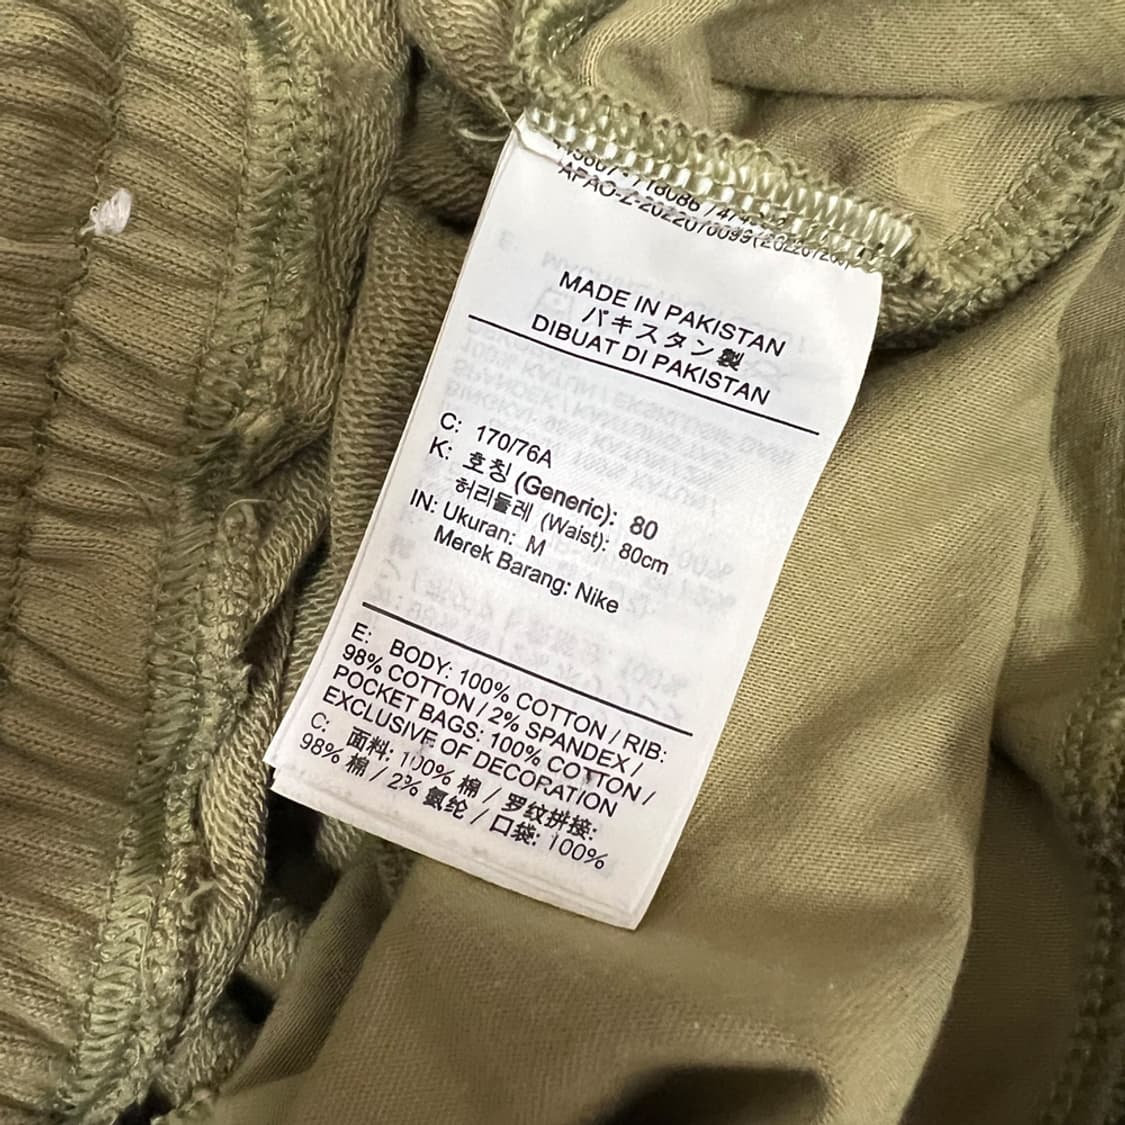 APAO-Z-2022070099(20220720)
MADE IN PAKISTAN
パキスタン製
DIBUAT DI PAKISTAN
C: 170/76A
K: 호칭 (Generic): 80
허리둘레 (Waist): 80cm
IN: Ukuran: M
Merek Barang: Nike
E: BODY: 100% COTTON / RIB:
98% COTTON / 2% SPANDEX /
POCKET BAGS: 100% COTTON /
EXCLUSIVE OF DECORATION
C: 面料: 100% 棉 / 罗纹拼接:
98% 棉 / 2% 氨纶 / 口袋: 100%